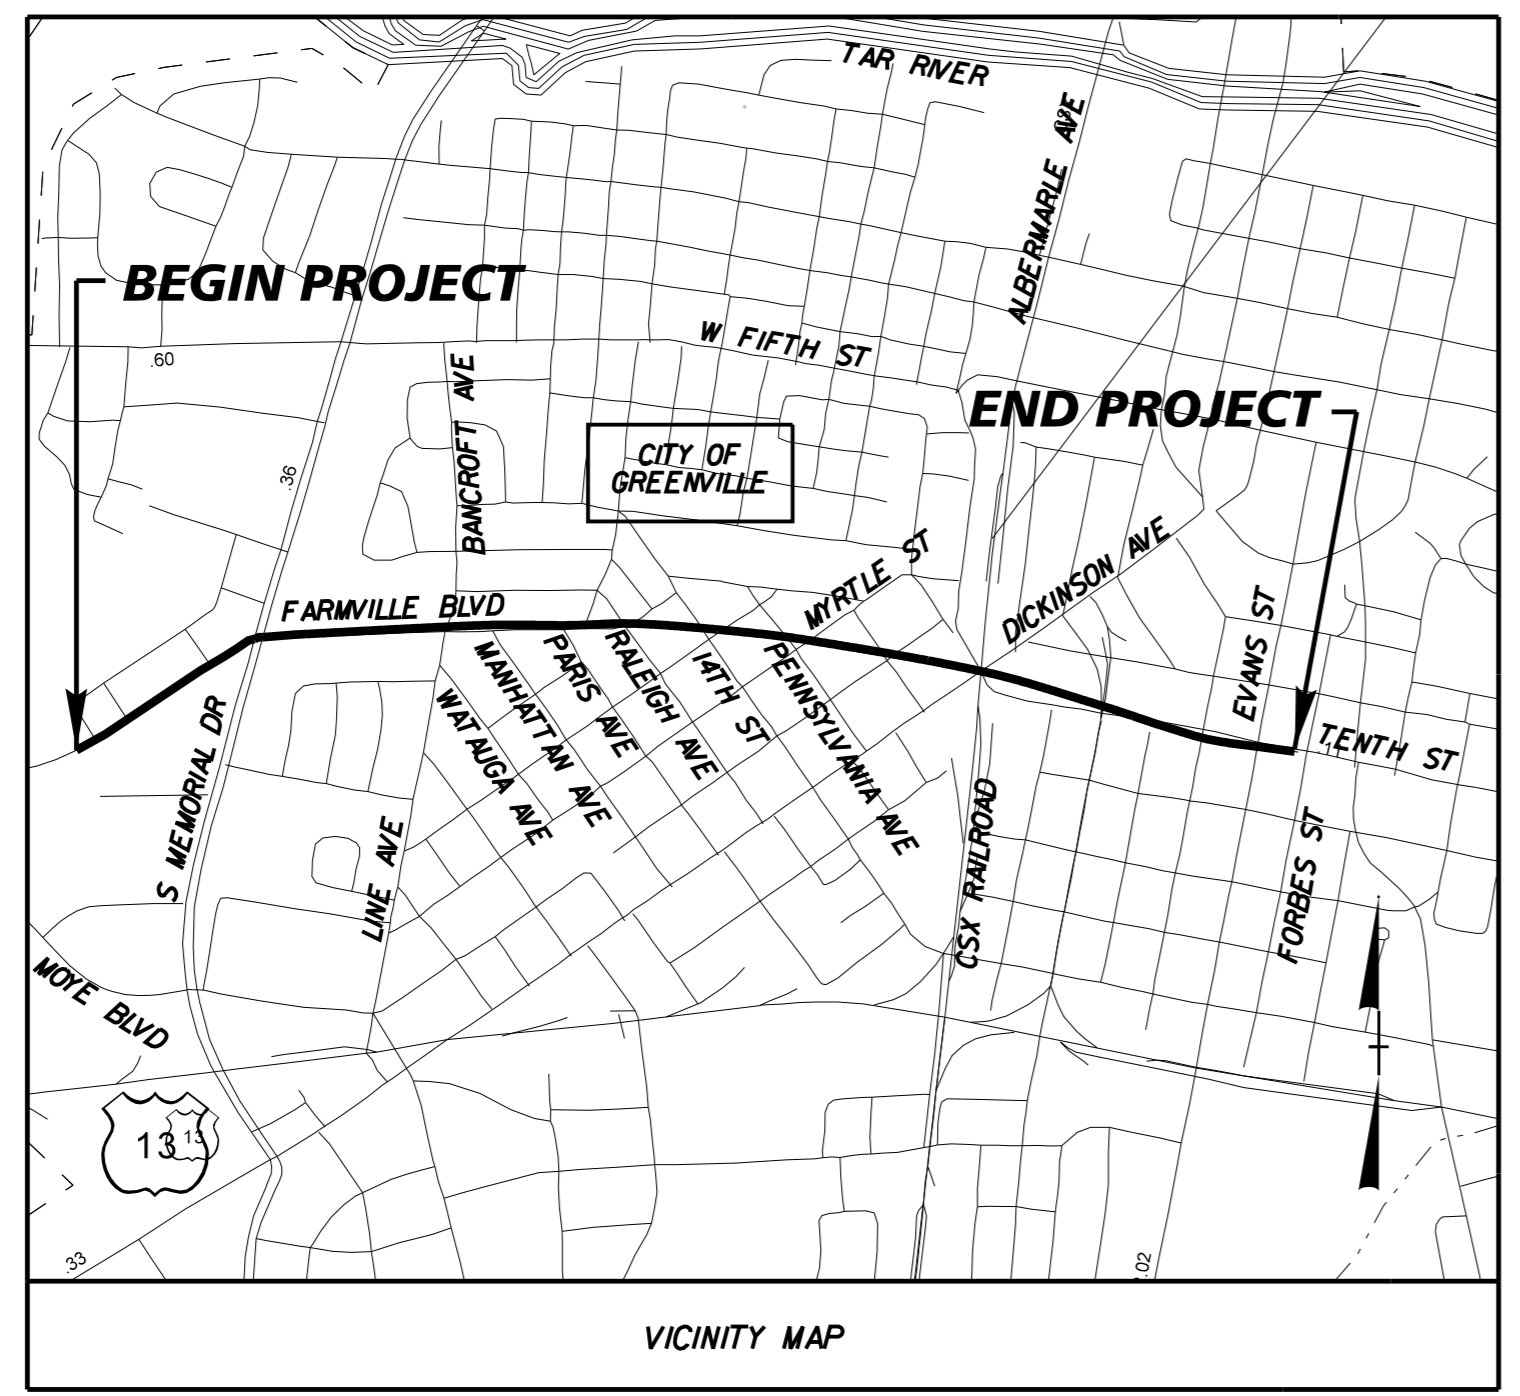 TAR RIVER
ALBERMARLE AVE
BEGIN PROJECT
W FIFTH ST
.60
BANCROFT AVE
END PROJECT
CITY OF
GREENVILLE
.36
MYRTLE ST
DICKINSON AVE
FARMVILLE BLVD
EVANS ST
MANHATTAN AVE
PARIS AVE
RALEIGH AVE
14TH ST
PENNSYLVANIA AVE
WATAUGA AVE
TENTH ST
S MEMORIAL DR
LINE AVE
CSX RAILROAD
FORBES ST
MOYE BLVD
13
13
.33
.02
VICINITY MAP